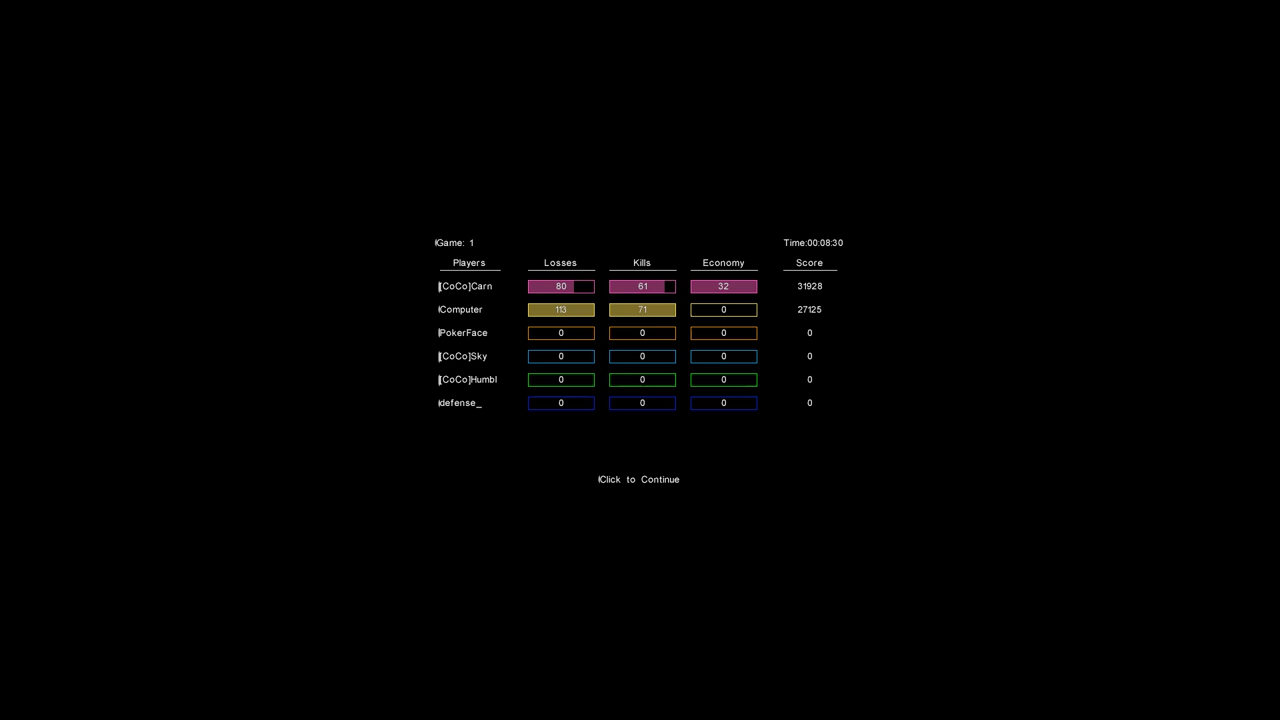 Game: 1 Time:00:08:30
Players Losses Kills Economy Score
[CoCo]Carn 80 61 32 31928
Computer 113 71 0 27125
PokerFace 0 0 0 0
[CoCo]Sky 0 0 0 0
[CoCo]Humbl 0 0 0 0
defense_ 0 0 0 0
Click to Continue